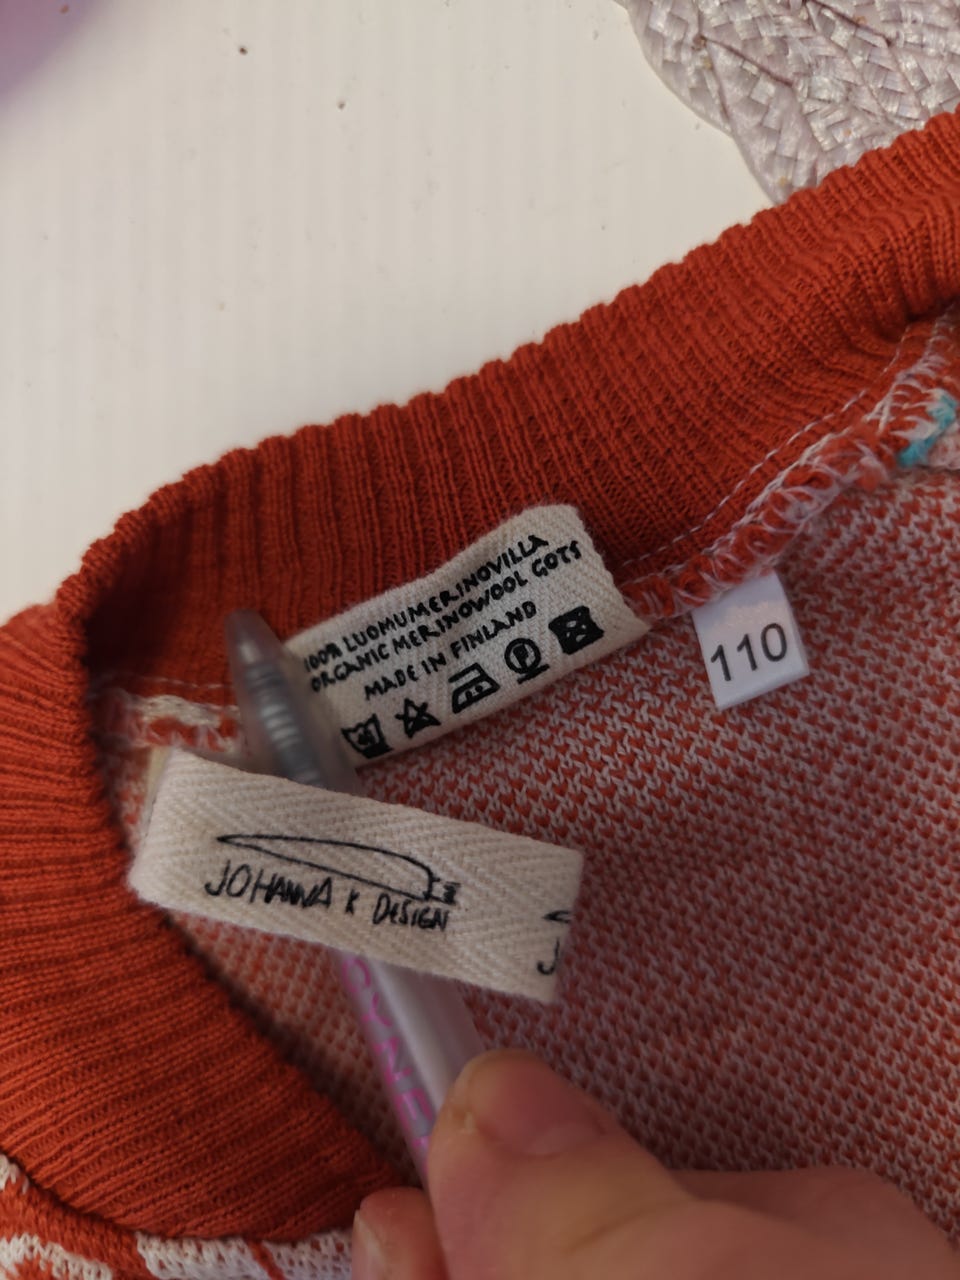 100% LUOMUMERINOVILLA
ORGANIC MERINOWOOL GOTS
MADE IN FINLAND
110
JOHANNA K DESIGN
J